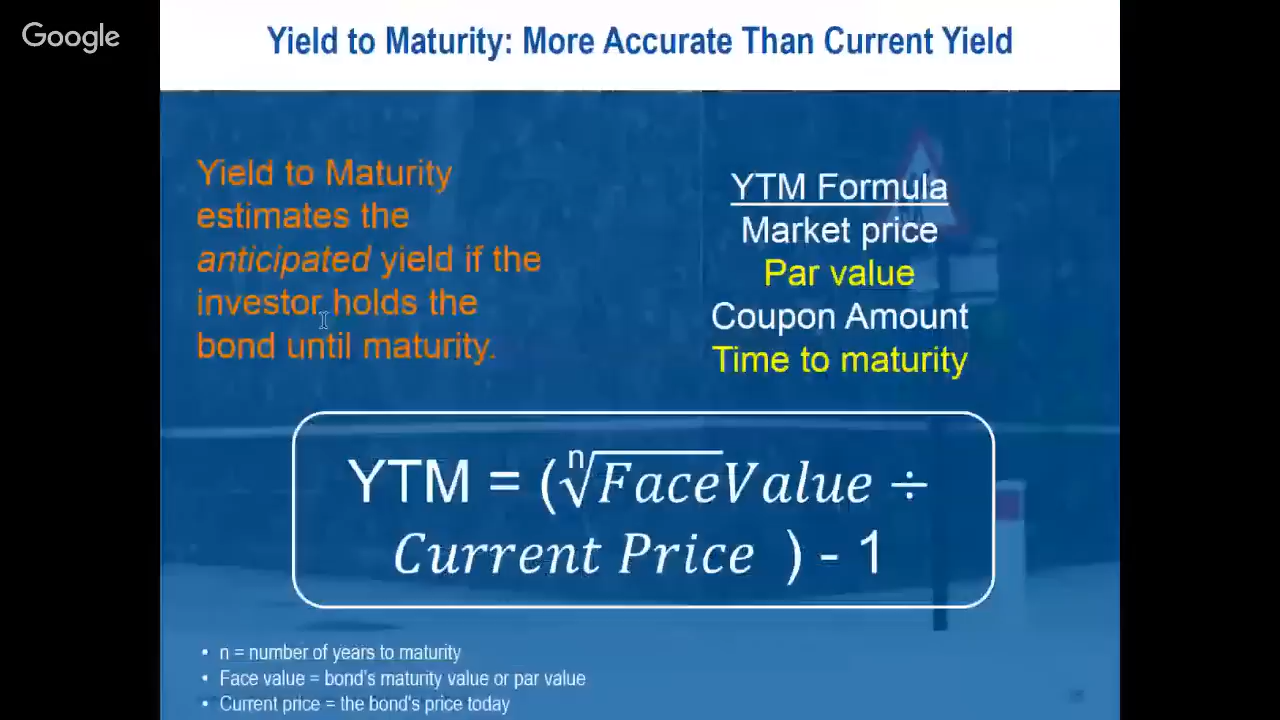 Google
Yield to Maturity: More Accurate Than Current Yield
Yield to Maturity
estimates the
anticipated yield if the
investor holds the
bond until maturity.
YTM Formula
Market price
Par value
Coupon Amount
Time to maturity
YTM = (ⁿ√FaceValue ÷
Current Price ) - 1
• n = number of years to maturity
• Face value = bond's maturity value or par value
• Current price = the bond's price today